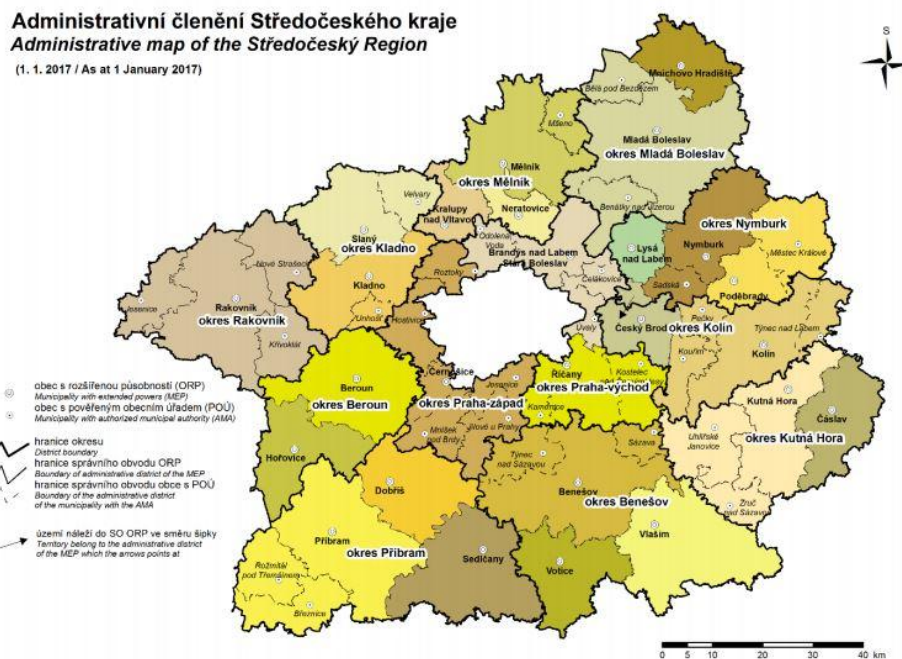 Administrativní členění Středočeského kraje
Administrative map of the Středočeský Region
(1. 1. 2017 / As at 1 January 2017)
S
Mnichovo Hradiště
Bělá pod Bezdězem
Mšeno
Mladá Boleslav
okres Mladá Boleslav
Mělník
okres Mělník
Velvary
Kralupy
nad Vltavou
Neratovice
Benátky nad Jizerou
okres Nymburk
Slaný
okres Kladno
Odolena
Voda
Brandýs nad Labem
Stará Boleslav
Lysá
nad Labem
Nymburk
Městec Králové
Nové Strašecí
Roztoky
Čelákovice
Sadská
Poděbrady
Kladno
Jesenice
Rakovník
okres Rakovník
Unhošť
Hostivice
Úvaly
Český Brod
okres Kolín
Pečky
Týnec nad Labem
Křivoklát
Kouřim
Kolín
Beroun
okres Beroun
Černošice
Jesenice
Říčany
Kostelec
okres Praha-východ
okres Praha-západ
Kamenice
Kutná Hora
Čáslav
Mníšek
pod Brdy
Jílové u Prahy
Uhlířské
Janovice
okres Kutná Hora
Hořovice
Týnec
nad Sázavou
Sázava
Dobříš
Benešov
okres Benešov
Zruč
nad Sázavou
Příbram
okres Příbram
Sedlčany
Vlašim
Votice
Rožmitál
pod Třemšínem
Březnice
obec s rozšířenou působností (ORP)
Municipality with extended powers (MEP)
obec s pověřeným obecním úřadem (POÚ)
Municipality with authorized municipal authority (AMA)
hranice okresu
District boundary
hranice správního obvodu ORP
Boundary of administrative district of the MEP
hranice správního obvodu obce s POÚ
Boundary of the administrative district
of the municipality with the AMA
území náleží do SO ORP ve směru šipky
Territory belong to the administrative district
of the MEP which the arrows points at
0 5 10 20 30 40 km